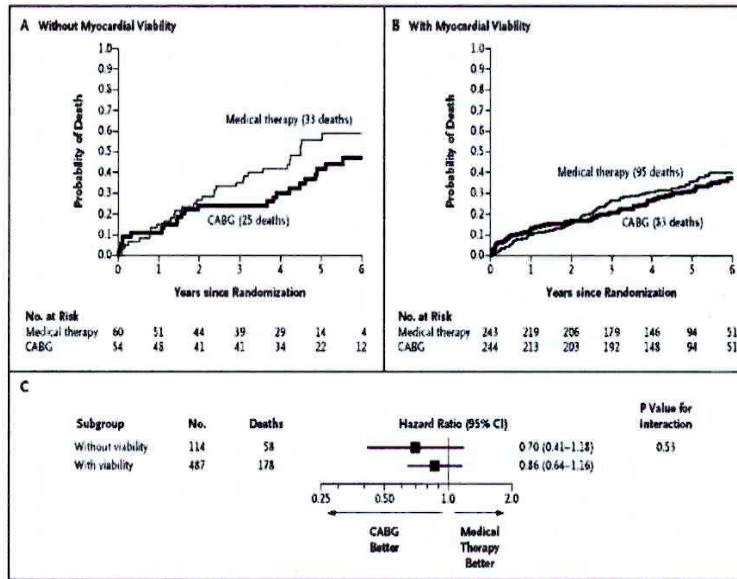 A Without Myocardial Viability
1.0
0.9
0.8
0.7
0.6
0.5
0.4
0.3
0.2
0.1
0.0
Probability of Death
Medical therapy (33 deaths)
CABG (25 deaths)
0 1 2 3 4 5 6
Years since Randomization
No. at Risk
Medical therapy 60 51 44 39 29 14 4
CABG 54 48 41 41 34 22 12
B With Myocardial Viability
1.0
0.9
0.8
0.7
0.6
0.5
0.4
0.3
0.2
0.1
0.0
Probability of Death
Medical therapy (95 deaths)
CABG (83 deaths)
0 1 2 3 4 5 6
Years since Randomization
No. at Risk
Medical therapy 243 219 206 179 146 94 51
CABG 244 213 203 192 148 94 51
C
Subgroup No. Deaths Hazard Ratio (95% CI) P Value for
Interaction
Without viability 114 58 0.70 (0.41–1.18) 0.53
With viability 487 178 0.86 (0.64–1.16)
0.25 0.50 1.0 2.0
CABG
Better
Medical
Therapy
Better